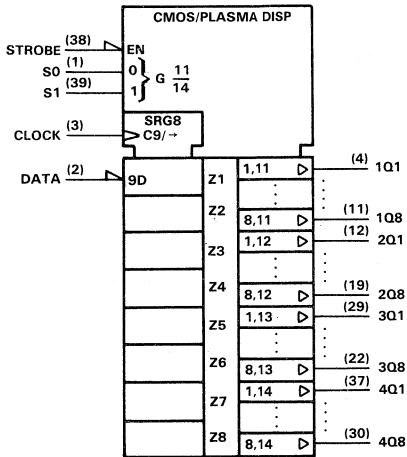 CMOS/PLASMA DISP
STROBE (38) EN
S0 (1) 0
G 11/14
S1 (39) 1
SRG8
CLOCK (3) C9/→
DATA (2) 9D Z1 1,11 ▷ (4) 1Q1
Z2 8,11 ▷ (11) 1Q8
1,12 ▷ (12) 2Q1
Z3
Z4 8,12 ▷ (19) 2Q8
Z5 1,13 ▷ (29) 3Q1
Z6 8,13 ▷ (22) 3Q8
Z7 1,14 ▷ (37) 4Q1
Z8 8,14 ▷ (30) 4Q8